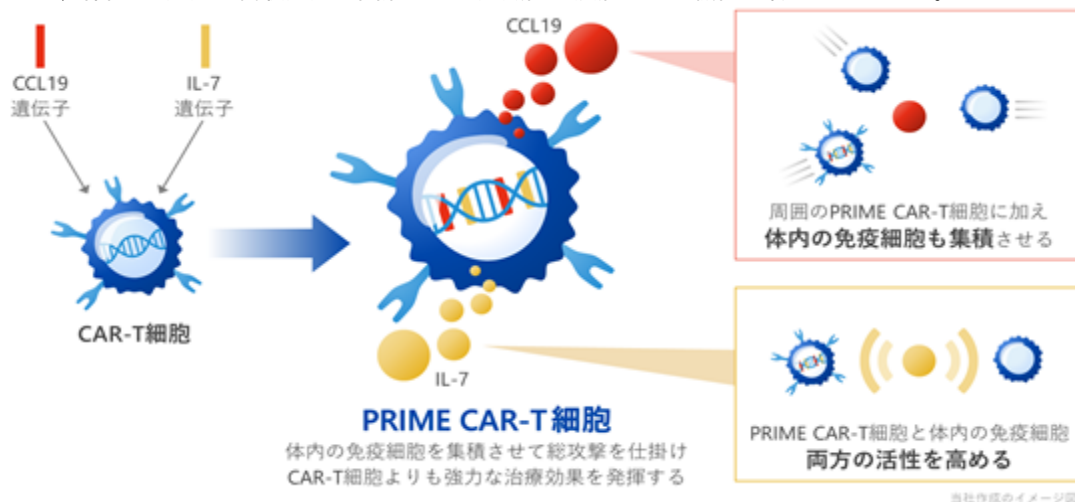 CCL19
遺伝子
IL-7
遺伝子
CAR-T細胞
CCL19
IL-7
PRIME CAR-T細胞
体内の免疫細胞を集積させて総攻撃を仕掛け
CAR-T細胞よりも強力な治療効果を発揮する
周囲のPRIME CAR-T細胞に加え
体内の免疫細胞も集積させる
PRIME CAR-T細胞と体内の免疫細胞
両方の活性を高める
当社作成のイメージ図